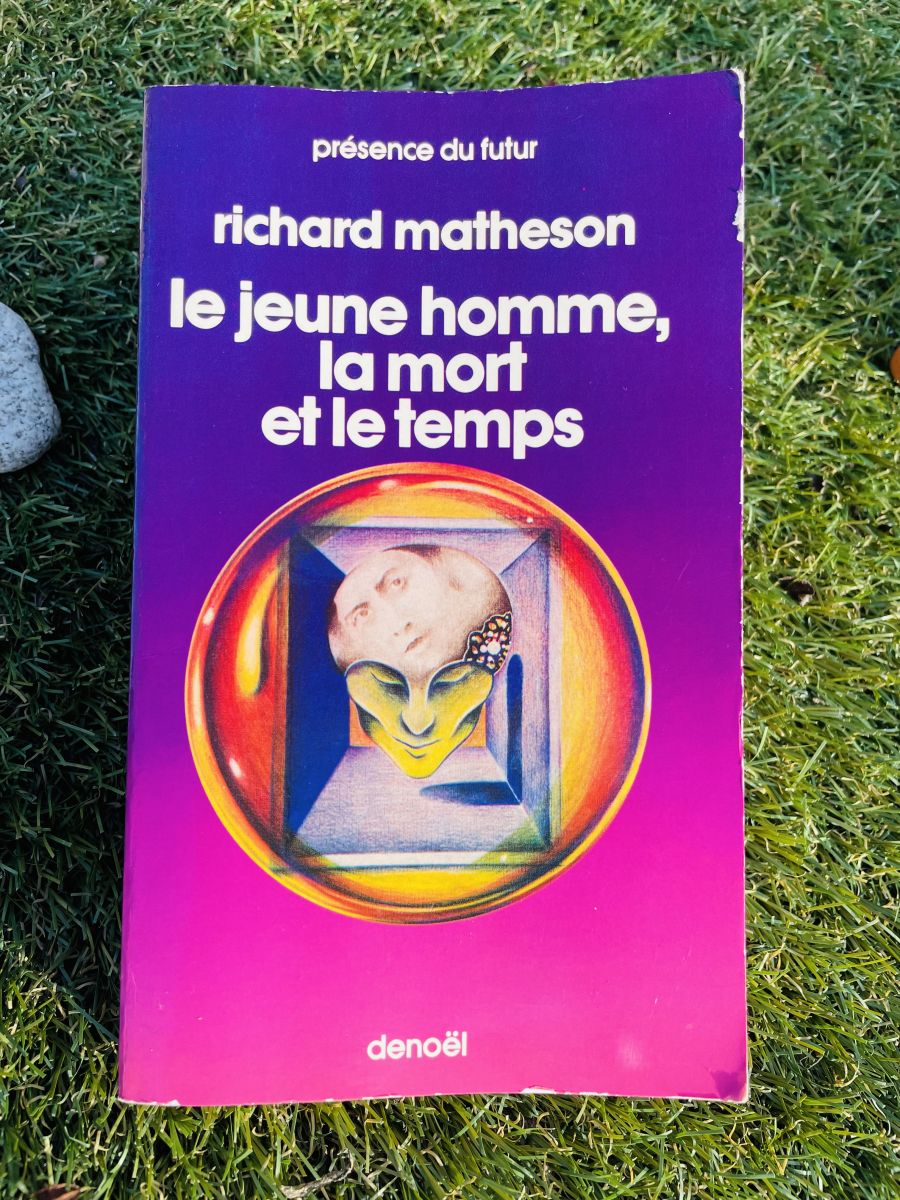 présence du futur
richard matheson
le jeune homme,
la mort
et le temps
denoël